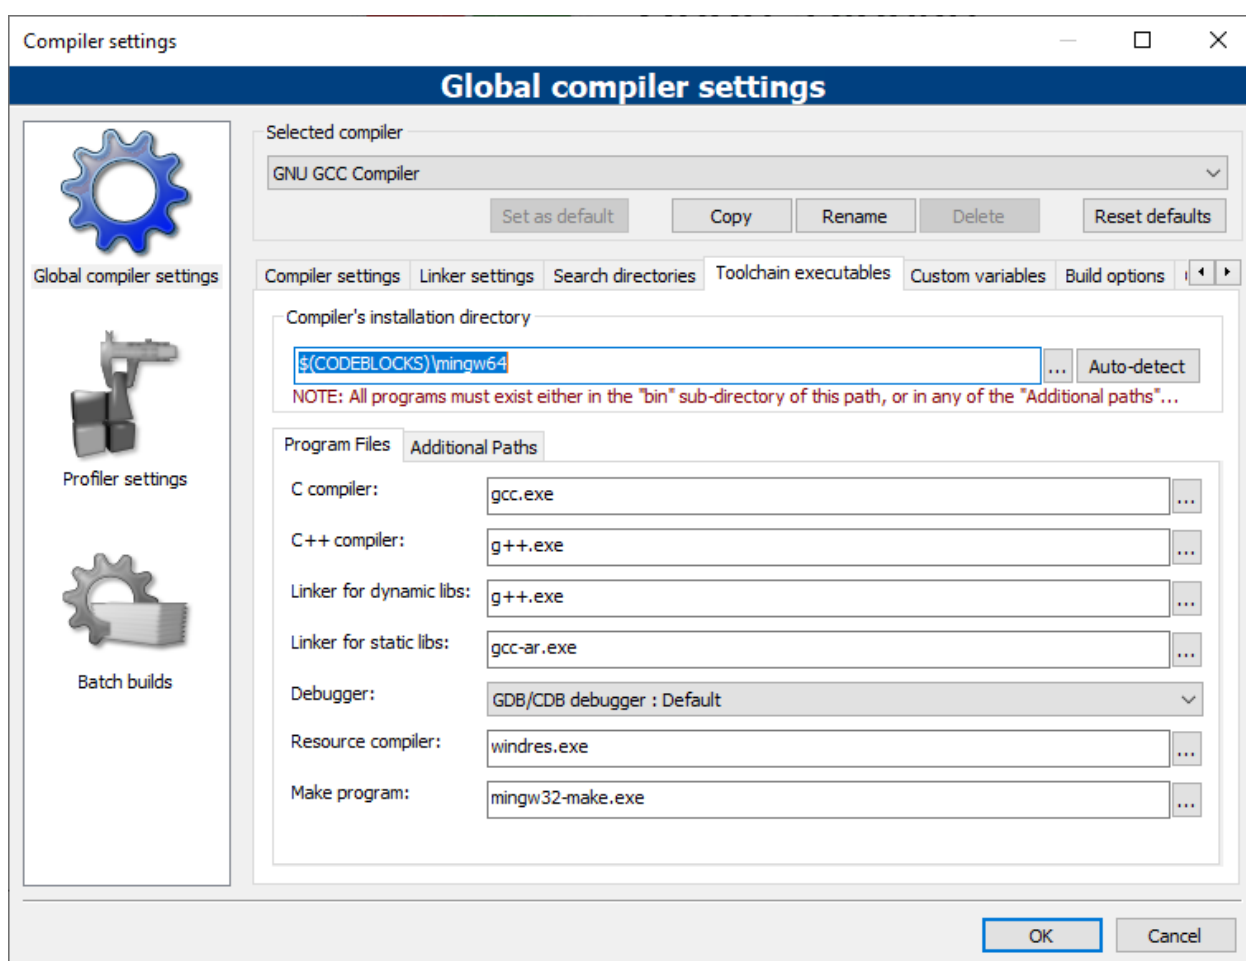 Compiler settings
Global compiler settings
Global compiler settings
Profiler settings
Batch builds
Selected compiler
GNU GCC Compiler
Set as default Copy Rename Delete Reset defaults
Compiler settings Linker settings Search directories Toolchain executables Custom variables Build options
Compiler's installation directory
$(CODEBLOCKS)\mingw64 ... Auto-detect
NOTE: All programs must exist either in the "bin" sub-directory of this path, or in any of the "Additional paths"...
Program Files Additional Paths
C compiler: gcc.exe ...
C++ compiler: g++.exe ...
Linker for dynamic libs: g++.exe ...
Linker for static libs: gcc-ar.exe ...
Debugger: GDB/CDB debugger : Default
Resource compiler: windres.exe ...
Make program: mingw32-make.exe ...
OK Cancel